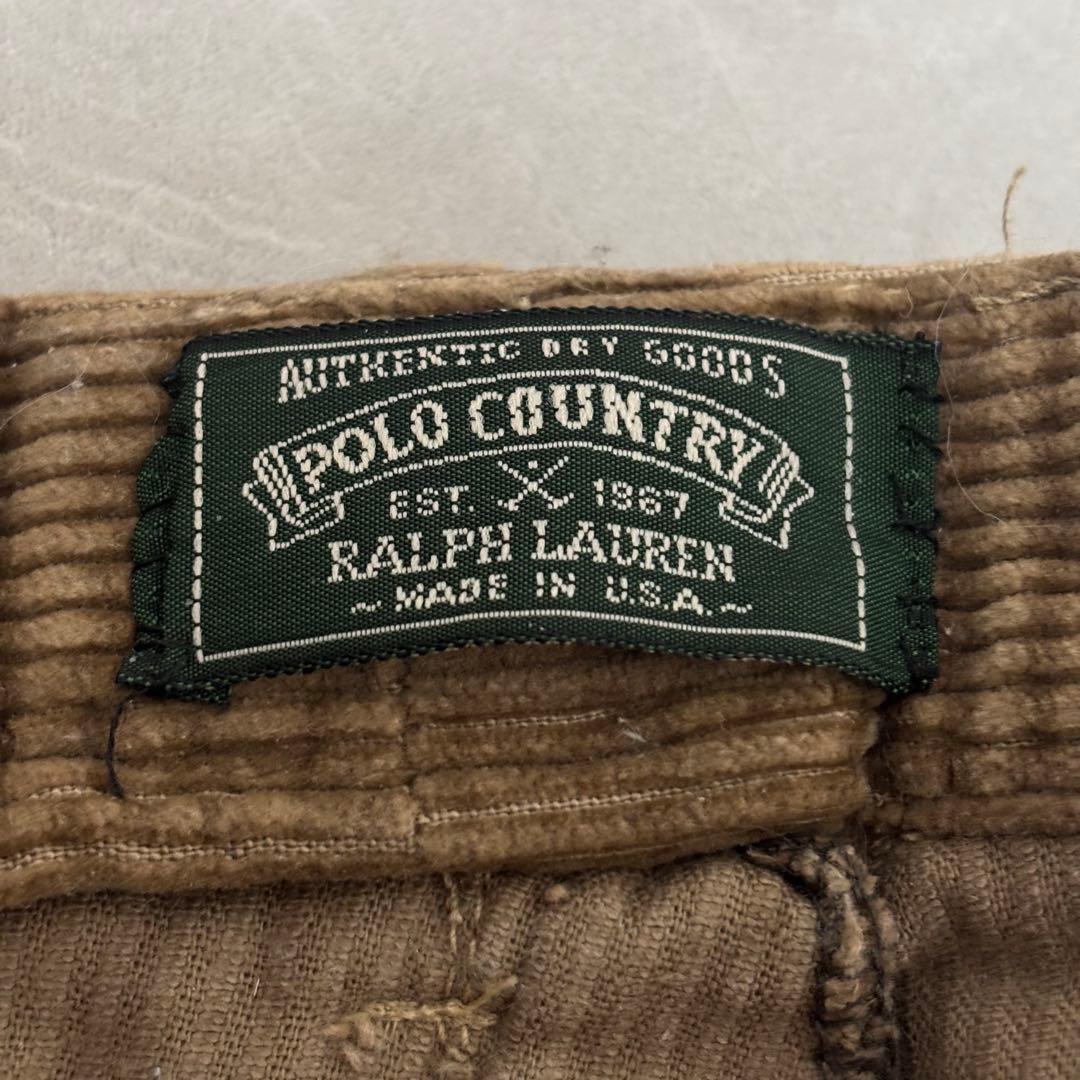 AUTHENTIC DRY GOODS
POLO COUNTRY
EST. 1967
RALPH LAUREN
~ MADE IN U.S.A. ~